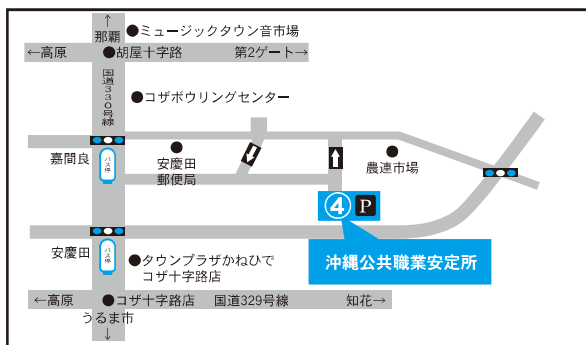 ↑
那覇
●ミュージックタウン音市場
←高原
●胡屋十字路
第2ゲート→
国道330号線
●コザボウリングセンター
嘉間良
バス停
安慶田
郵便局
農連市場
④ P
沖縄公共職業安定所
安慶田
バス停
●タウンプラザかねひで
コザ十字路店
←高原
●コザ十字路店
国道329号線
知花→
うるま市
↓